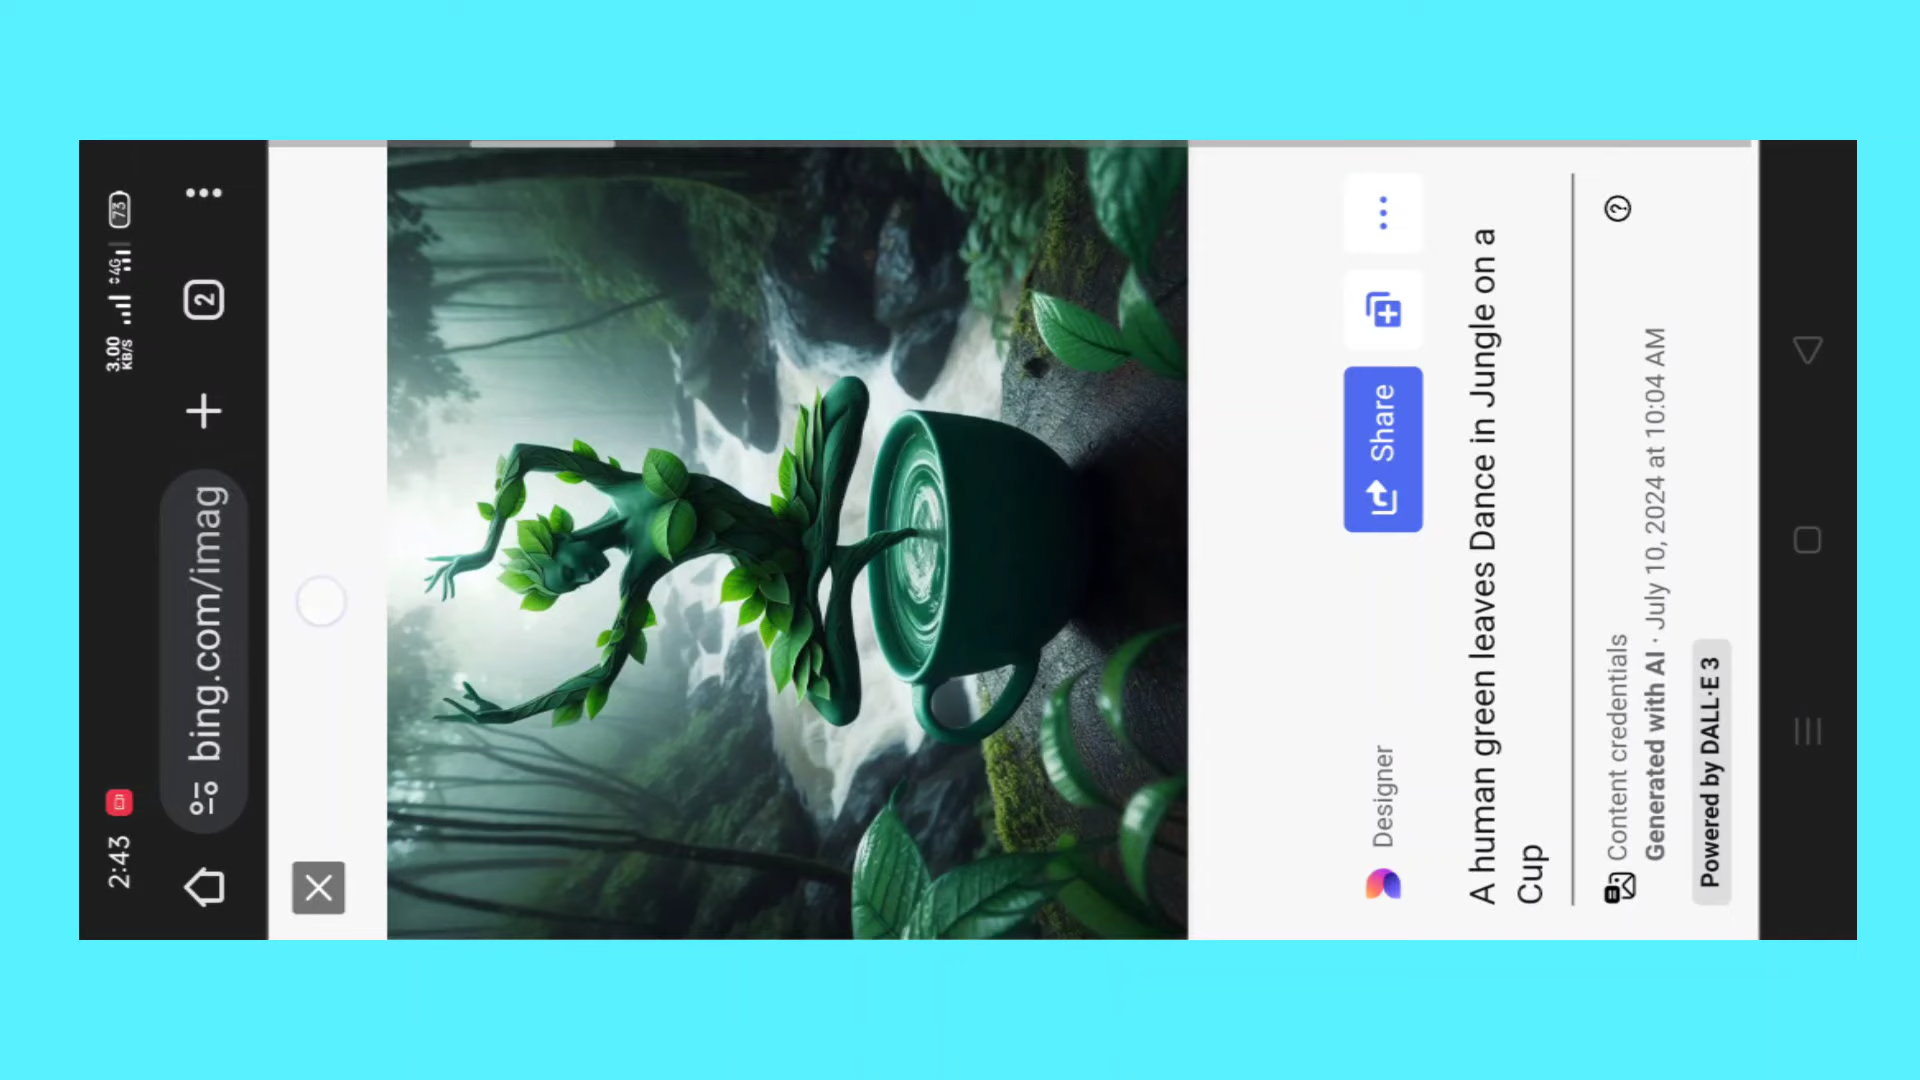 2:43
3.00
KB/S
4G
73
bing.com/imag
2
Designer
Share
A human green leaves Dance in Jungle on a
Cup
Content credentials
Generated with AI · July 10, 2024 at 10:04 AM
Powered by DALL·E 3